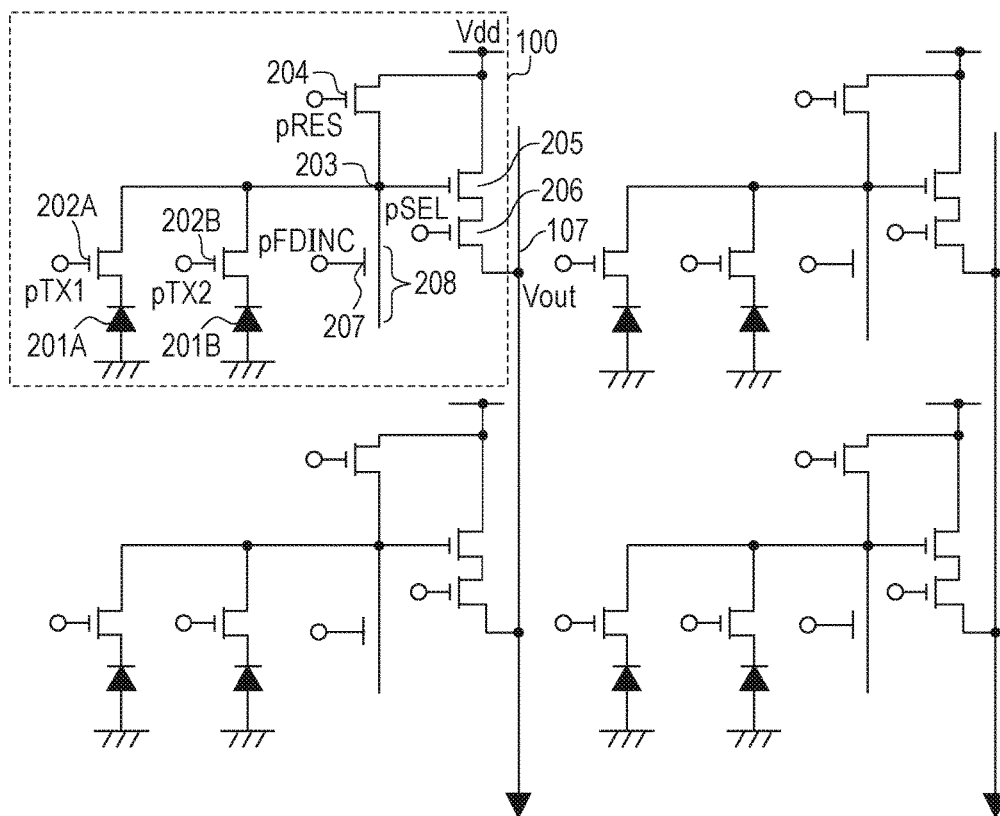 Vdd
100
204
pRES
203
205
202A
202B
pSEL
206
pFDINC
107
pTX1
pTX2
208
Vout
207
201A
201B